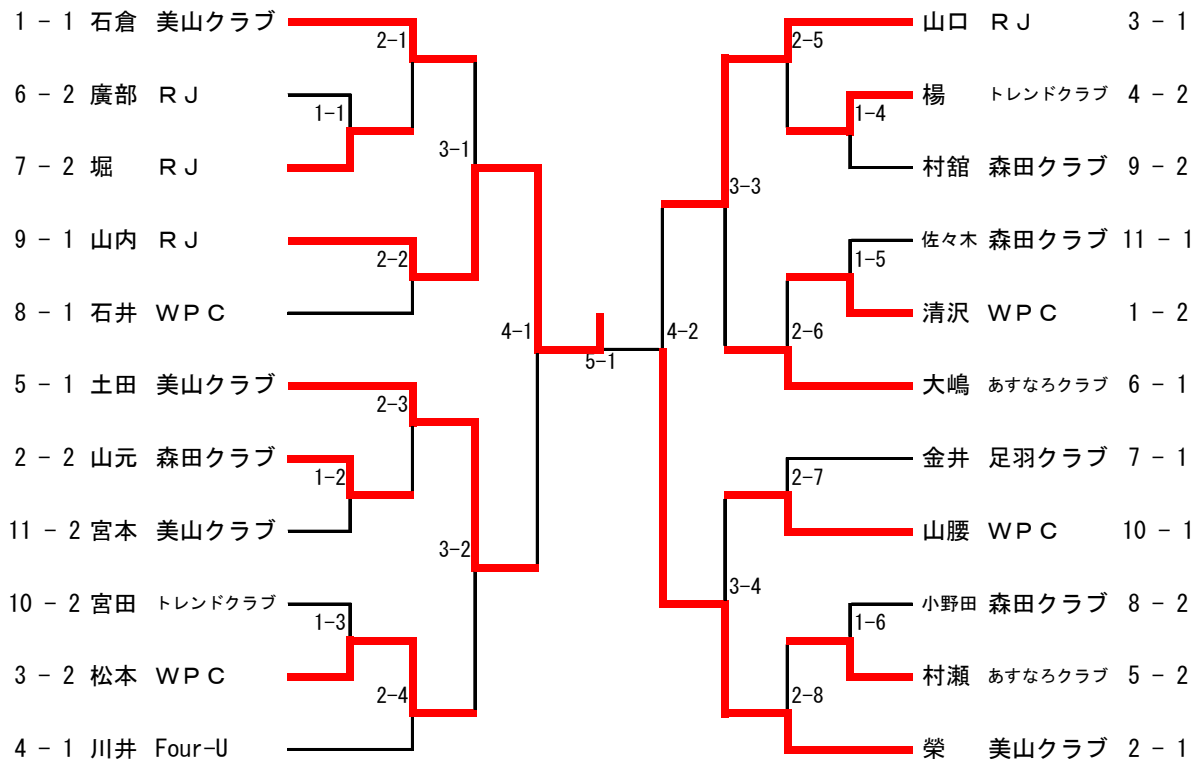 1 - 1 石倉 美山クラブ
6 - 2 廣部 ＲＪ
7 - 2 堀 ＲＪ
9 - 1 山内 ＲＪ
8 - 1 石井 ＷＰＣ
5 - 1 土田 美山クラブ
2 - 2 山元 森田クラブ
11 - 2 宮本 美山クラブ
10 - 2 宮田 トレンドクラブ
3 - 2 松本 ＷＰＣ
4 - 1 川井 Four-U
2-1
1-1
3-1
2-2
4-1
2-3
1-2
3-2
1-3
2-4
5-1
4-2
2-5
1-4
3-3
1-5
2-6
2-7
3-4
1-6
2-8
山口 ＲＪ 3 - 1
楊 トレンドクラブ 4 - 2
村舘 森田クラブ 9 - 2
佐々木 森田クラブ 11 - 1
清沢 ＷＰＣ 1 - 2
大嶋 あすなろクラブ 6 - 1
金井 足羽クラブ 7 - 1
山腰 ＷＰＣ 10 - 1
小野田 森田クラブ 8 - 2
村瀬 あすなろクラブ 5 - 2
榮 美山クラブ 2 - 1